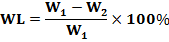 WL = (W₁ − W₂) / W₁ × 100%